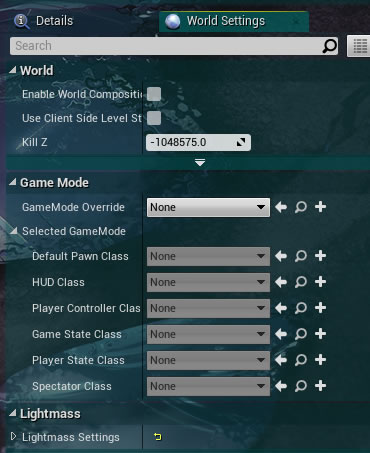 Details World Settings
Search
World
Enable World Compositi
Use Client Side Level St
Kill Z -1048575.0
Game Mode
GameMode Override None
Selected GameMode
Default Pawn Class None
HUD Class None
Player Controller Clas None
Game State Class None
Player State Class None
Spectator Class None
Lightmass
Lightmass Settings